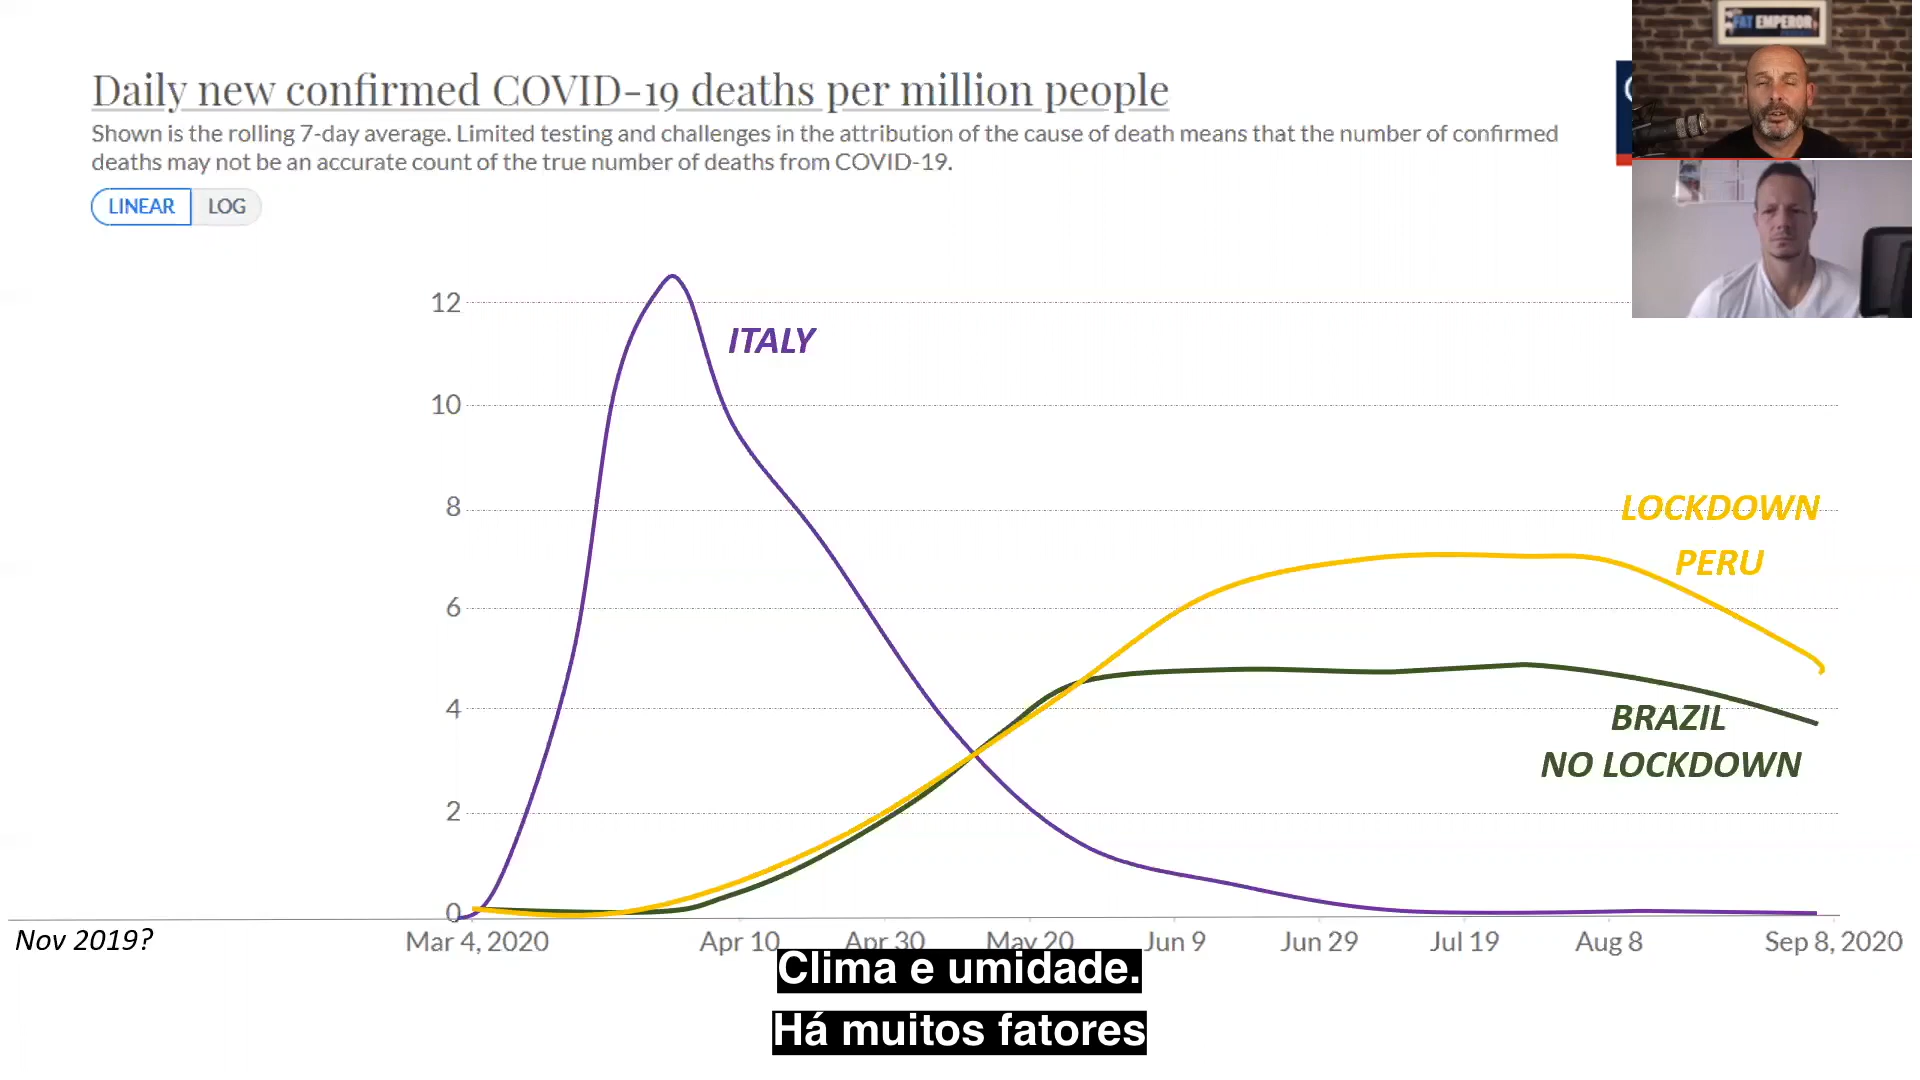 FAT EMPEROR
Daily new confirmed COVID-19 deaths per million people
Shown is the rolling 7-day average. Limited testing and challenges in the attribution of the cause of death means that the number of confirmed
deaths may not be an accurate count of the true number of deaths from COVID-19.
LINEAR LOG
12
ITALY
10
8
LOCKDOWN
PERU
6
4
BRAZIL
NO LOCKDOWN
2
0
Nov 2019? Mar 4, 2020 Apr 10 Apr 30 May 20 Jun 9 Jun 29 Jul 19 Aug 8 Sep 8, 2020
Clima e umidade.
Há muitos fatores